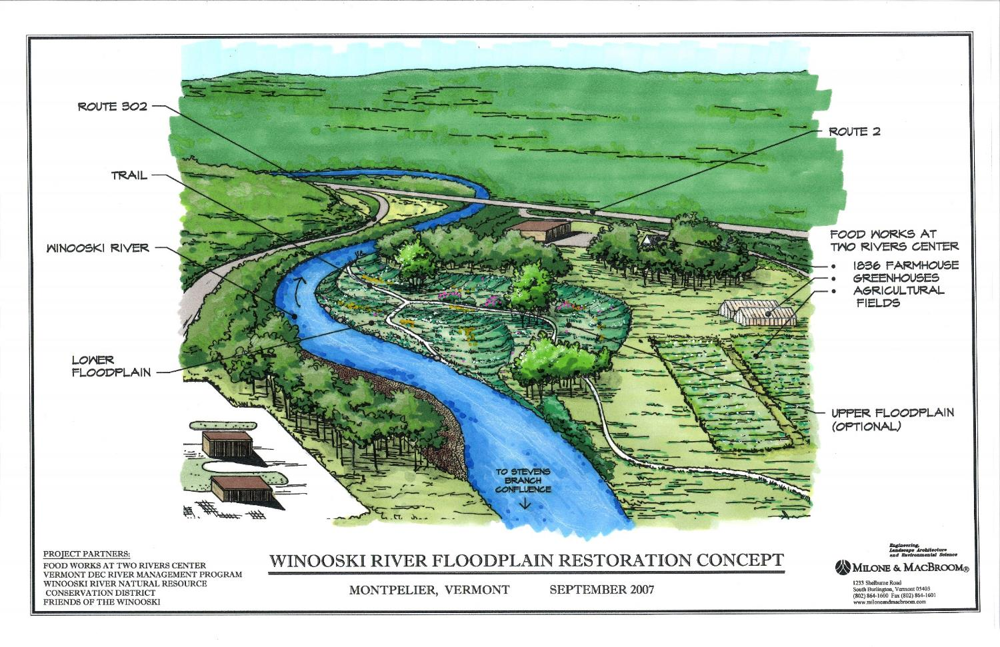 ROUTE 302
ROUTE 2
TRAIL
WINOOSKI RIVER
FOOD WORKS AT
TWO RIVERS CENTER
• 1836 FARMHOUSE
• GREENHOUSES
• AGRICULTURAL
FIELDS
LOWER
FLOODPLAIN
UPPER FLOODPLAIN
(OPTIONAL)
TO STEVENS
BRANCH
CONFLUENCE
PROJECT PARTNERS:
FOOD WORKS AT TWO RIVERS CENTER
VERMONT DEC RIVER MANAGEMENT PROGRAM
WINOOSKI RIVER NATURAL RESOURCE
CONSERVATION DISTRICT
FRIENDS OF THE WINOOSKI
WINOOSKI RIVER FLOODPLAIN RESTORATION CONCEPT
MONTPELIER, VERMONT SEPTEMBER 2007
Engineering,
Landscape Architecture
and Environmental Science
MILONE & MACBROOM®
1233 Shelburne Road
South Burlington, Vermont 05403
(802) 864-1600 Fax (802) 864-1601
www.miloneandmacbroom.com